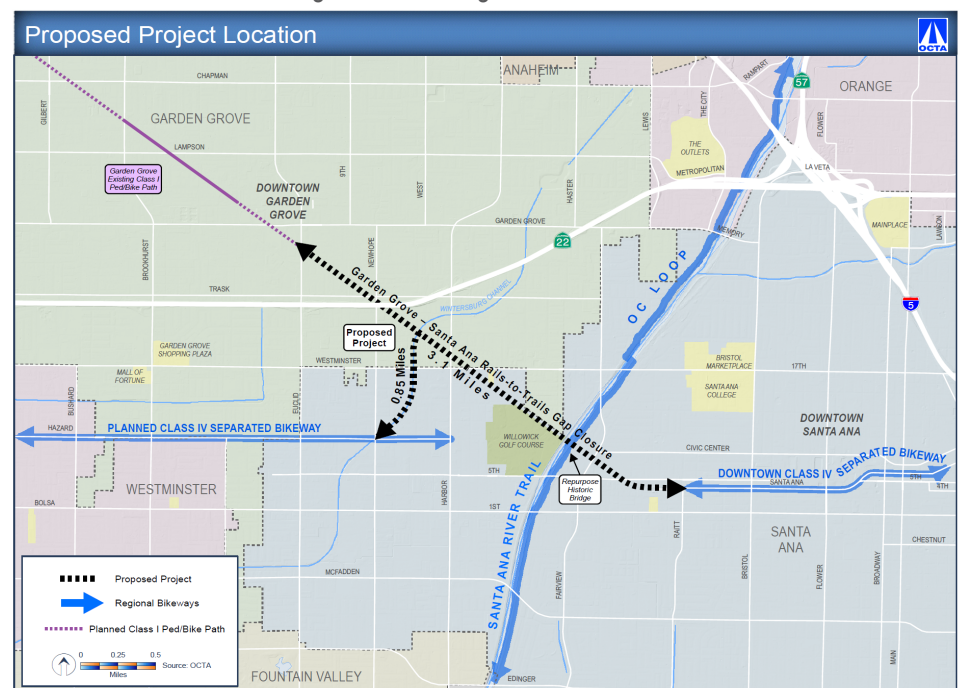 Proposed Project Location
OCTA
ANAHEIM
RAMPART
57
ORANGE
CHAPMAN
GILBERT
GARDEN GROVE
LEWIS
THE CITY
FLOWER
LAMPSON
THE
OUTLETS
9TH
WEST
HASTER
METROPOLITAN
LA VETA
Garden Grove
Existing Class I
Ped/Bike Path
DOWNTOWN
GARDEN
GROVE
GARDEN GROVE
MEMORY
MAINPLACE
LAWSON
22
BROOKHURST
NEWHOPE
OC LOOP
TRASK
Garden Grove – Santa Ana Rails-to-Trails Gap Closure
3.1 Miles
WINTERSBURG CHANNEL
5
Proposed
Project
GARDEN GROVE
SHOPPING PLAZA
WESTMINSTER
BRISTOL
MARKETPLACE
17TH
MALL OF
FORTUNE
0.85 Miles
SANTA ANA
COLLEGE
BUSHARD
EUCLID
DOWNTOWN
SANTA ANA
HAZARD
PLANNED CLASS IV SEPARATED BIKEWAY
WILLOWICK
GOLF COURSE
CIVIC CENTER
5TH
DOWNTOWN CLASS IV SEPARATED BIKEWAY
SANTA ANA
5TH
4TH
Repurpose
Historic
Bridge
WESTMINSTER
HARBOR
SANTA ANA RIVER TRAIL
BOLSA
1ST
RAITT
SANTA
ANA
CHESTNUT
MCFADDEN
FAIRVIEW
BRISTOL
FLOWER
BROADWAY
Proposed Project
Regional Bikeways
Planned Class I Ped/Bike Path
0 0.25 0.5
Miles
Source: OCTA
MAIN
FOUNTAIN VALLEY
EDINGER